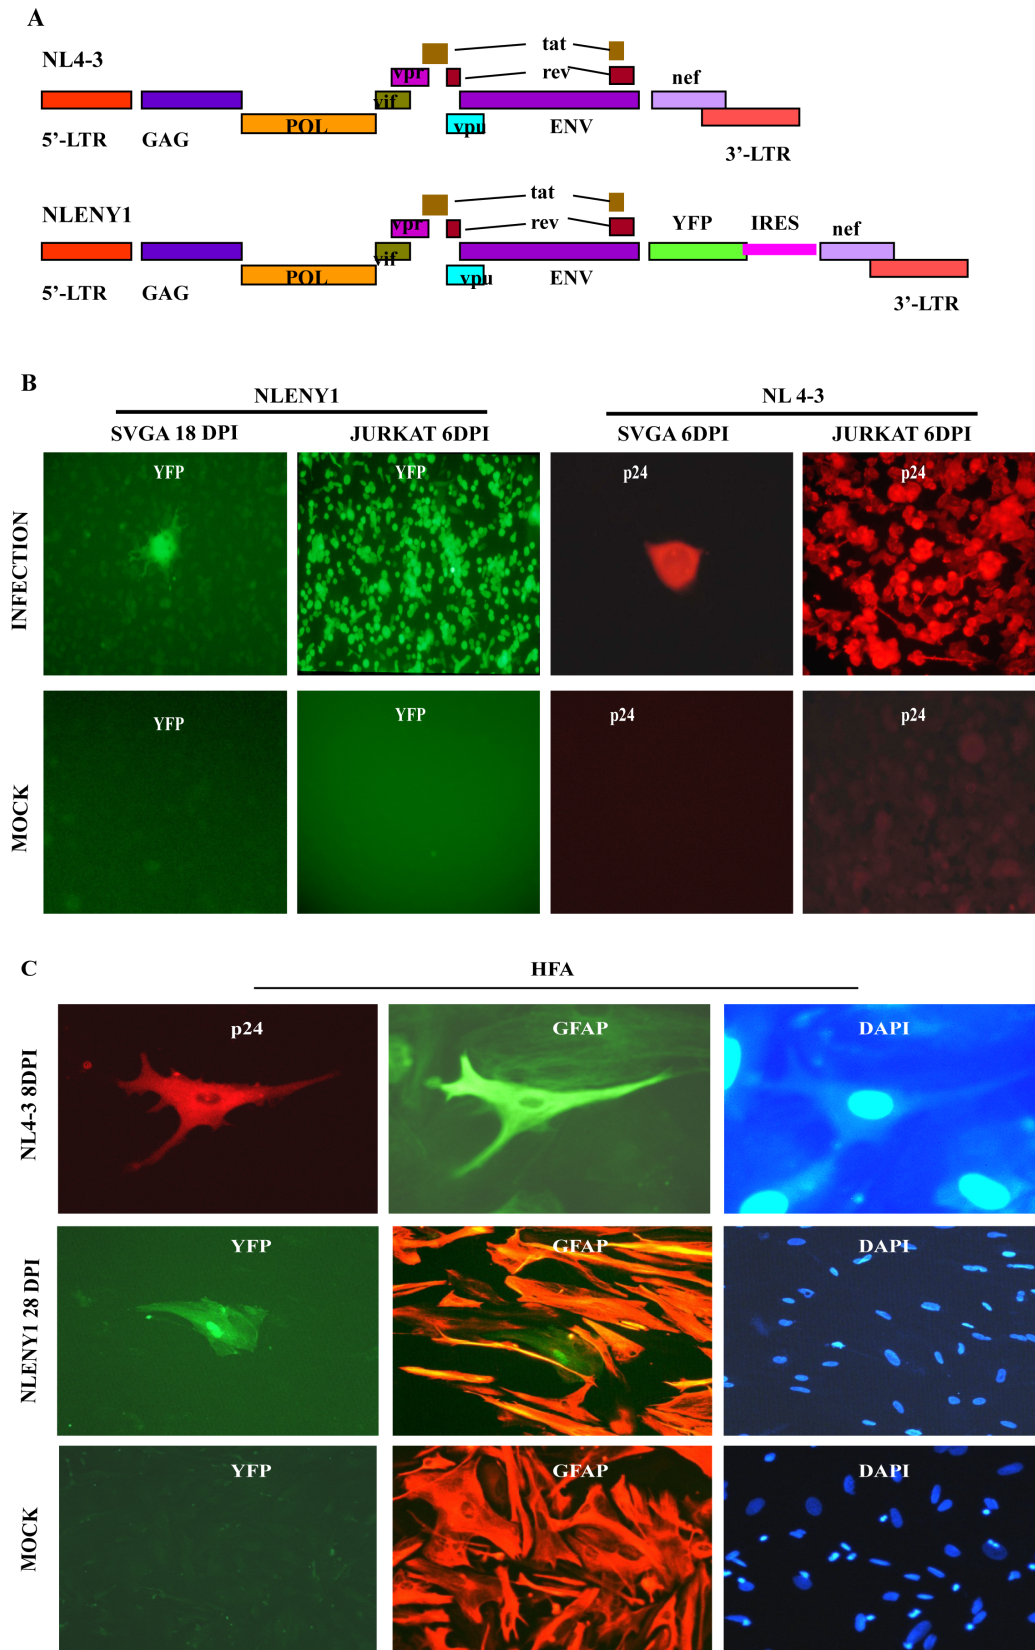 A
NL4-3
tat
rev
vpr
nef
vif
POL
vpu
ENV
5'-LTR
GAG
3'-LTR
NLENY1
tat
rev
vpr
YFP
IRES
nef
vif
POL
vpu
ENV
5'-LTR
GAG
3'-LTR
B
NLENY1
NL 4-3
SVGA 18 DPI
JURKAT 6DPI
SVGA 6DPI
JURKAT 6DPI
INFECTION
YFP
YFP
p24
p24
MOCK
YFP
YFP
p24
p24
C
HFA
NL4-3 8DPI
p24
GFAP
DAPI
NLENY1 28 DPI
YFP
GFAP
DAPI
MOCK
YFP
GFAP
DAPI